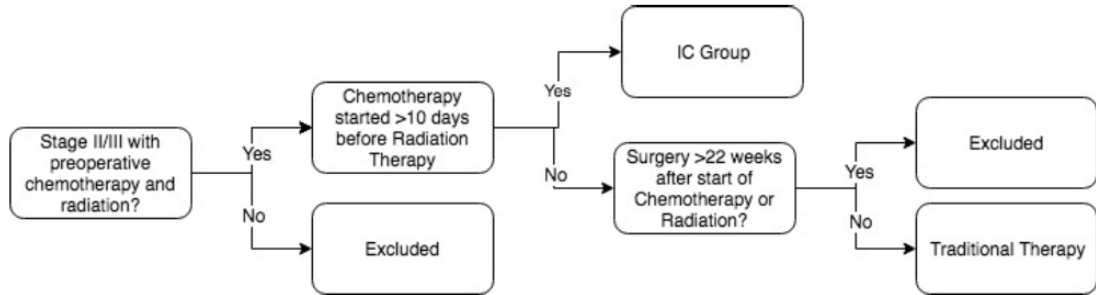 Stage II/III with
preoperative
chemotherapy and
radiation?
Yes
No
Chemotherapy
started >10 days
before Radiation
Therapy
Excluded
Yes
No
IC Group
Surgery >22 weeks
after start of
Chemotherapy or
Radiation?
Yes
No
Excluded
Traditional Therapy